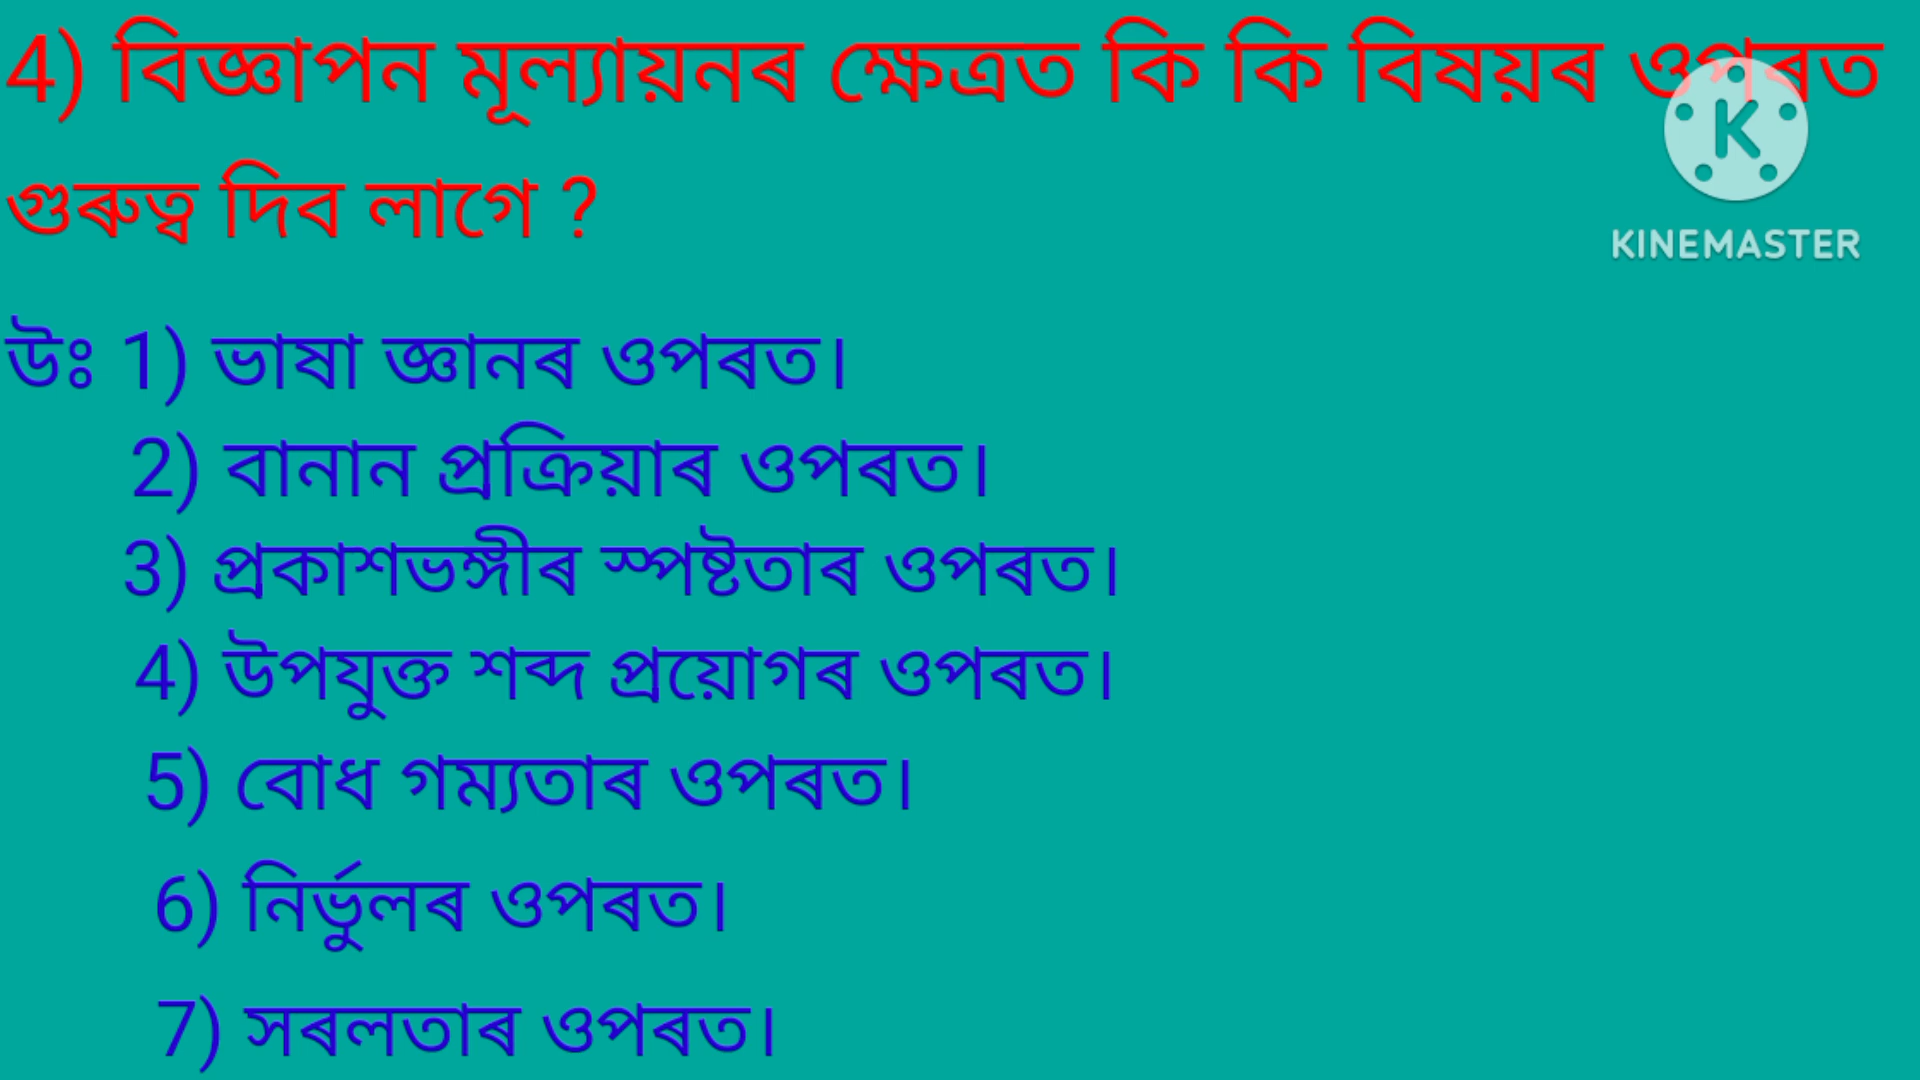 4) বিজ্ঞাপন মূল্যায়নৰ ক্ষেত্ৰত কি কি বিষয়ৰ ওপৰত
গুৰুত্ব দিব লাগে ?
K
KINEMASTER
উঃ 1) ভাষা জ্ঞানৰ ওপৰত।
2) বানান প্ৰক্ৰিয়াৰ ওপৰত।
3) প্ৰকাশভঙ্গীৰ স্পষ্টতাৰ ওপৰত।
4) উপযুক্ত শব্দ প্ৰয়োগৰ ওপৰত।
5) বোধ গম্যতাৰ ওপৰত।
6) নিৰ্ভুলৰ ওপৰত।
7) সৰলতাৰ ওপৰত।